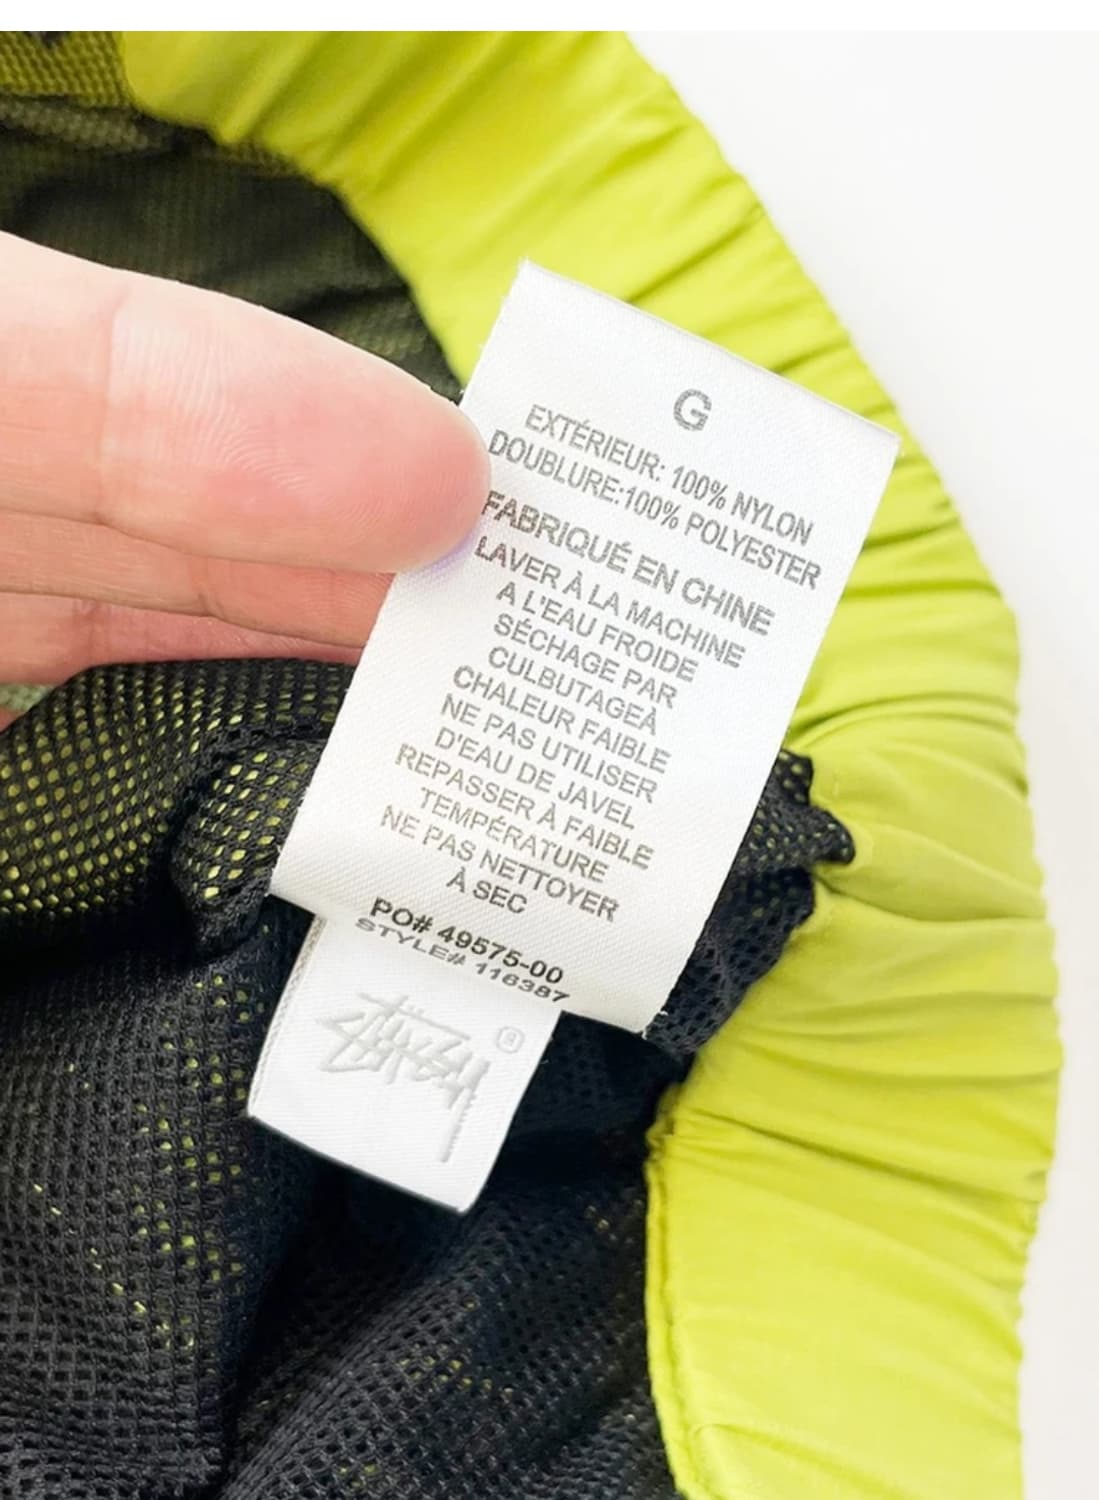 G
EXTÉRIEUR: 100% NYLON
DOUBLURE:100% POLYESTER
FABRIQUÉ EN CHINE
LAVER À LA MACHINE
A L'EAU FROIDE
SÉCHAGE PAR
CULBUTAGEÀ
CHALEUR FAIBLE
NE PAS UTILISER
D'EAU DE JAVEL
REPASSER À FAIBLE
TEMPÉRATURE
NE PAS NETTOYER
À SEC
PO# 49575-00
STYLE# 116387
Stüssy ®